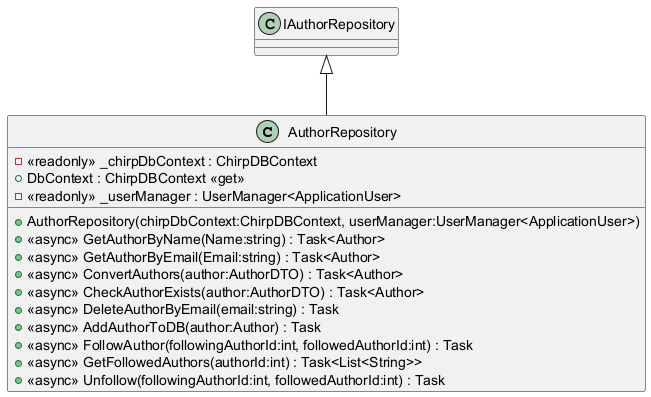 C IAuthorRepository
C AuthorRepository
«readonly» _chirpDbContext : ChirpDBContext
DbContext : ChirpDBContext «get»
«readonly» _userManager : UserManager<ApplicationUser>
AuthorRepository(chirpDbContext:ChirpDBContext, userManager:UserManager<ApplicationUser>)
«async» GetAuthorByName(Name:string) : Task<Author>
«async» GetAuthorByEmail(Email:string) : Task<Author>
«async» ConvertAuthors(author:AuthorDTO) : Task<Author>
«async» CheckAuthorExists(author:AuthorDTO) : Task<Author>
«async» DeleteAuthorByEmail(email:string) : Task
«async» AddAuthorToDB(author:Author) : Task
«async» FollowAuthor(followingAuthorId:int, followedAuthorId:int) : Task
«async» GetFollowedAuthors(authorId:int) : Task<List<String>>
«async» Unfollow(followingAuthorId:int, followedAuthorId:int) : Task